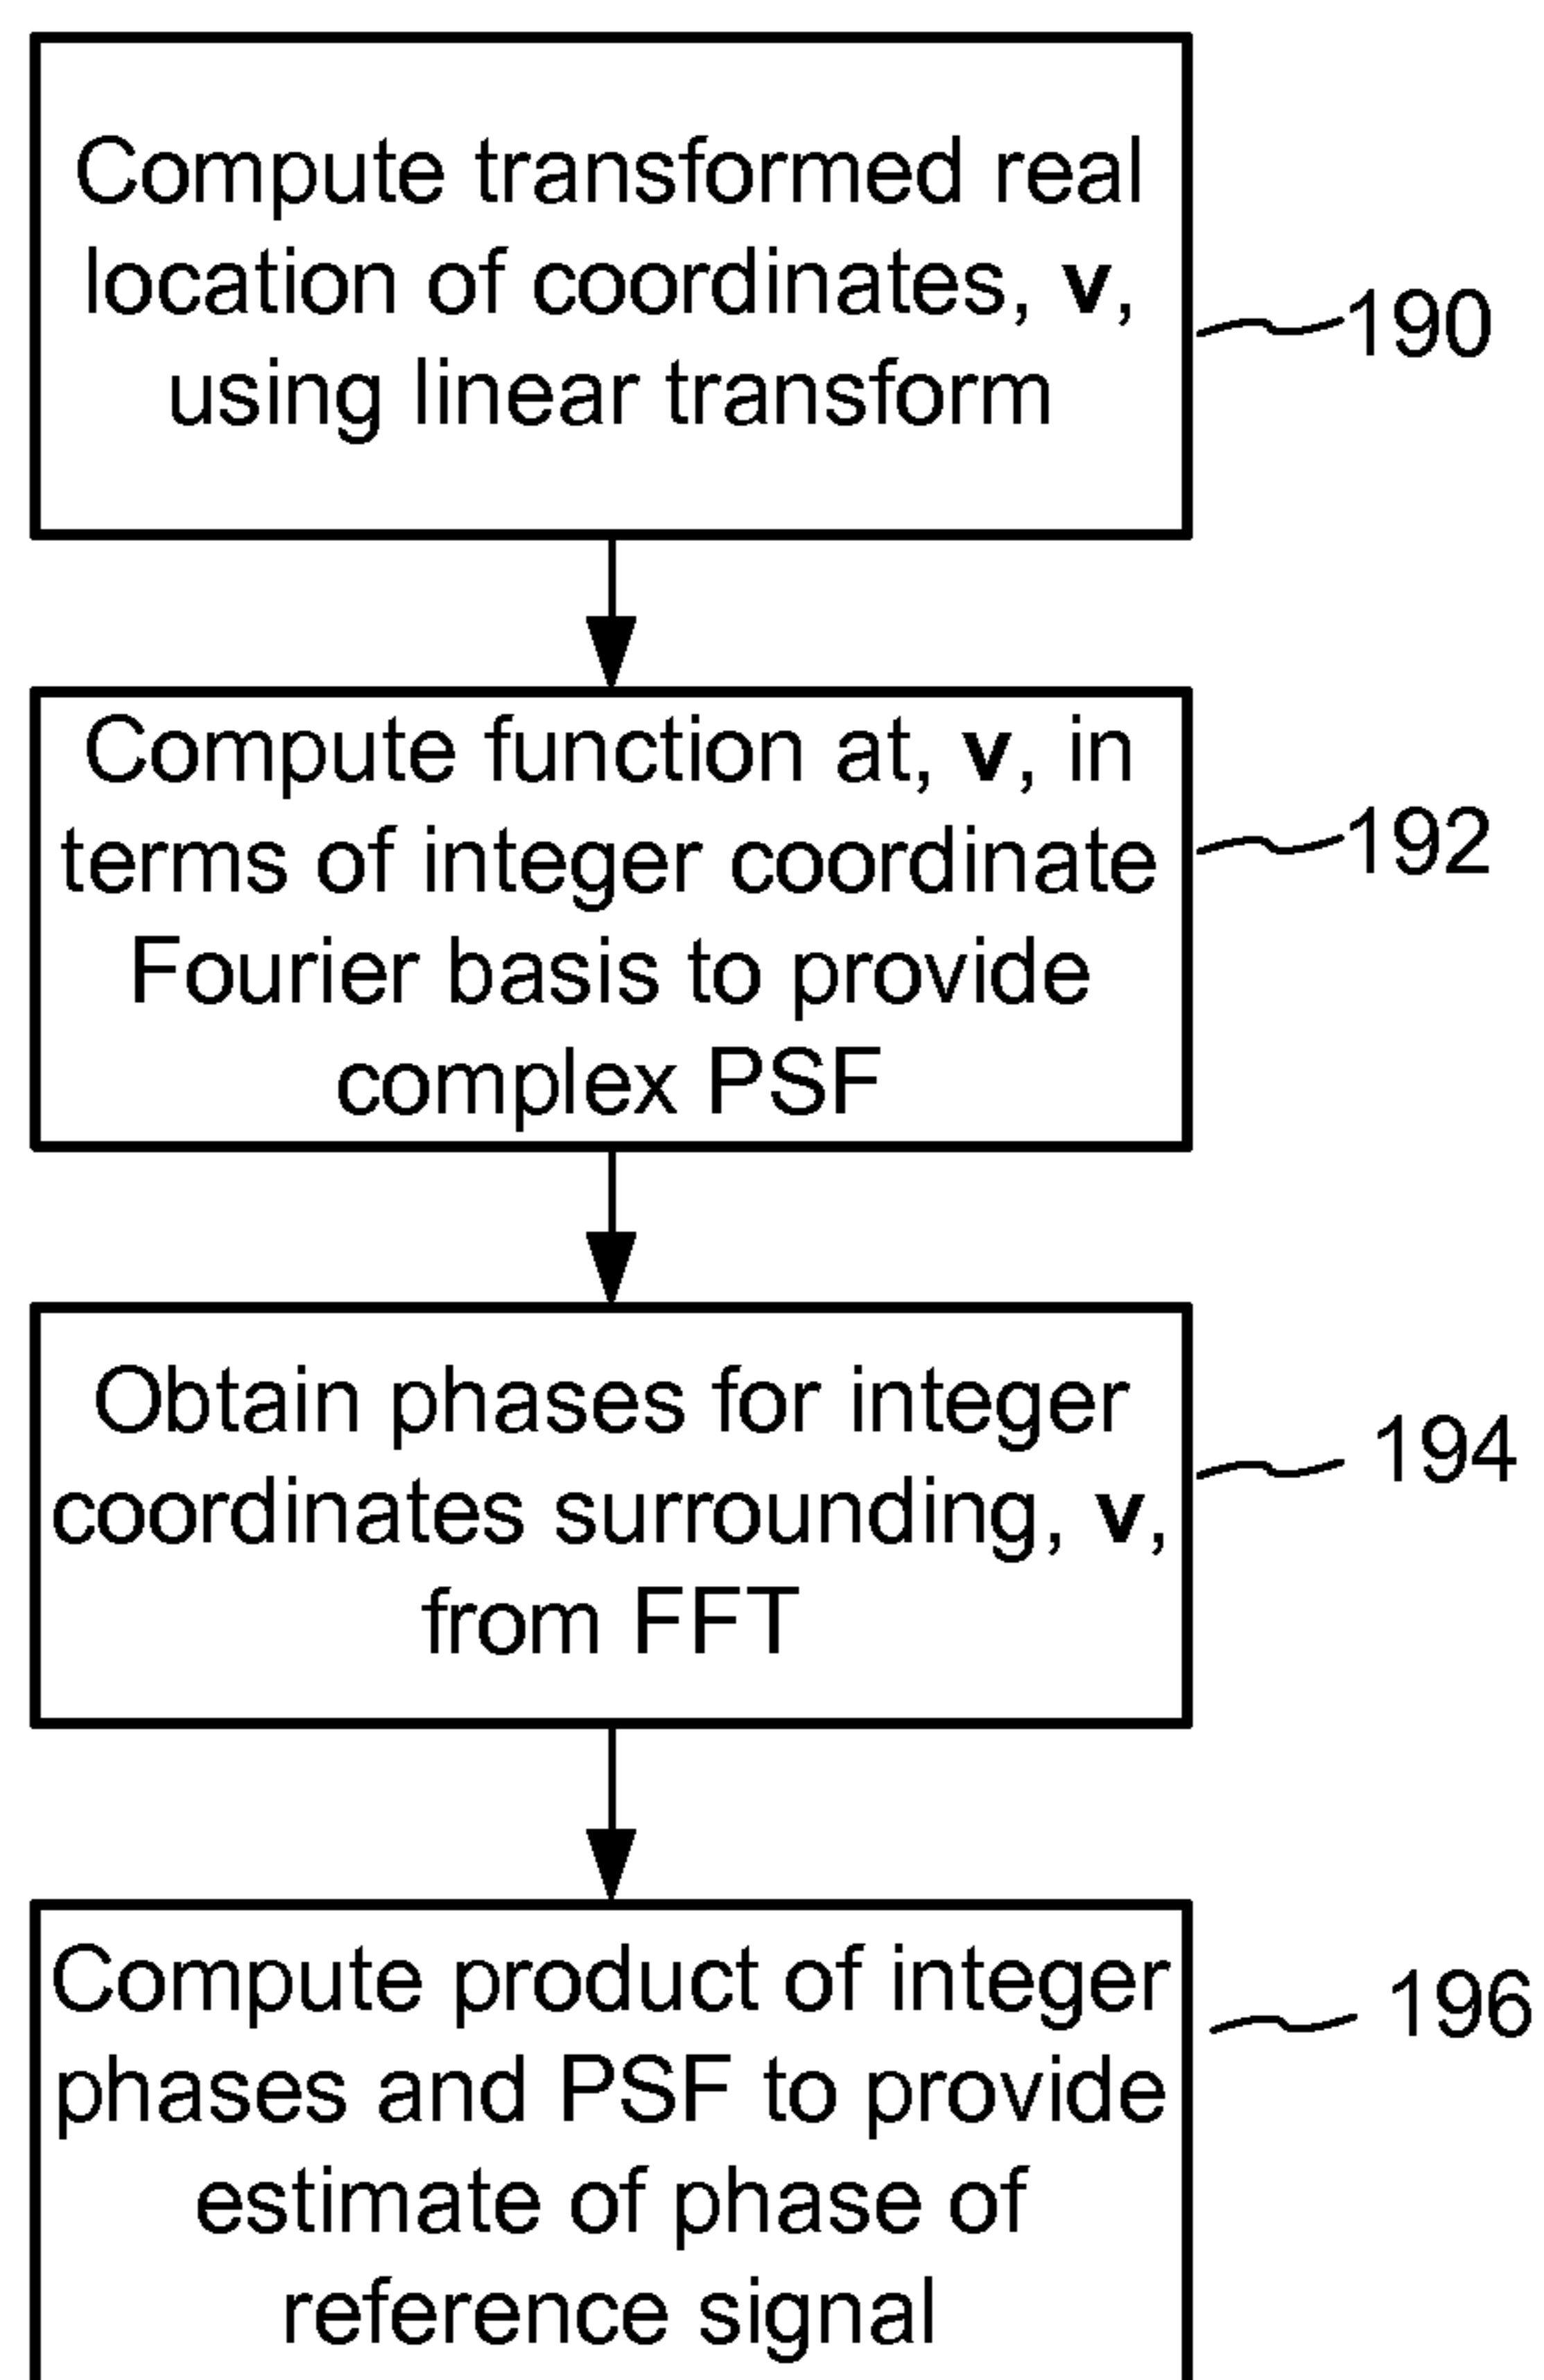 Compute transformed real
location of coordinates, v,
using linear transform
190
Compute function at, v, in
terms of integer coordinate
Fourier basis to provide
complex PSF
192
Obtain phases for integer
coordinates surrounding, v,
from FFT
194
Compute product of integer
phases and PSF to provide
estimate of phase of
reference signal
196